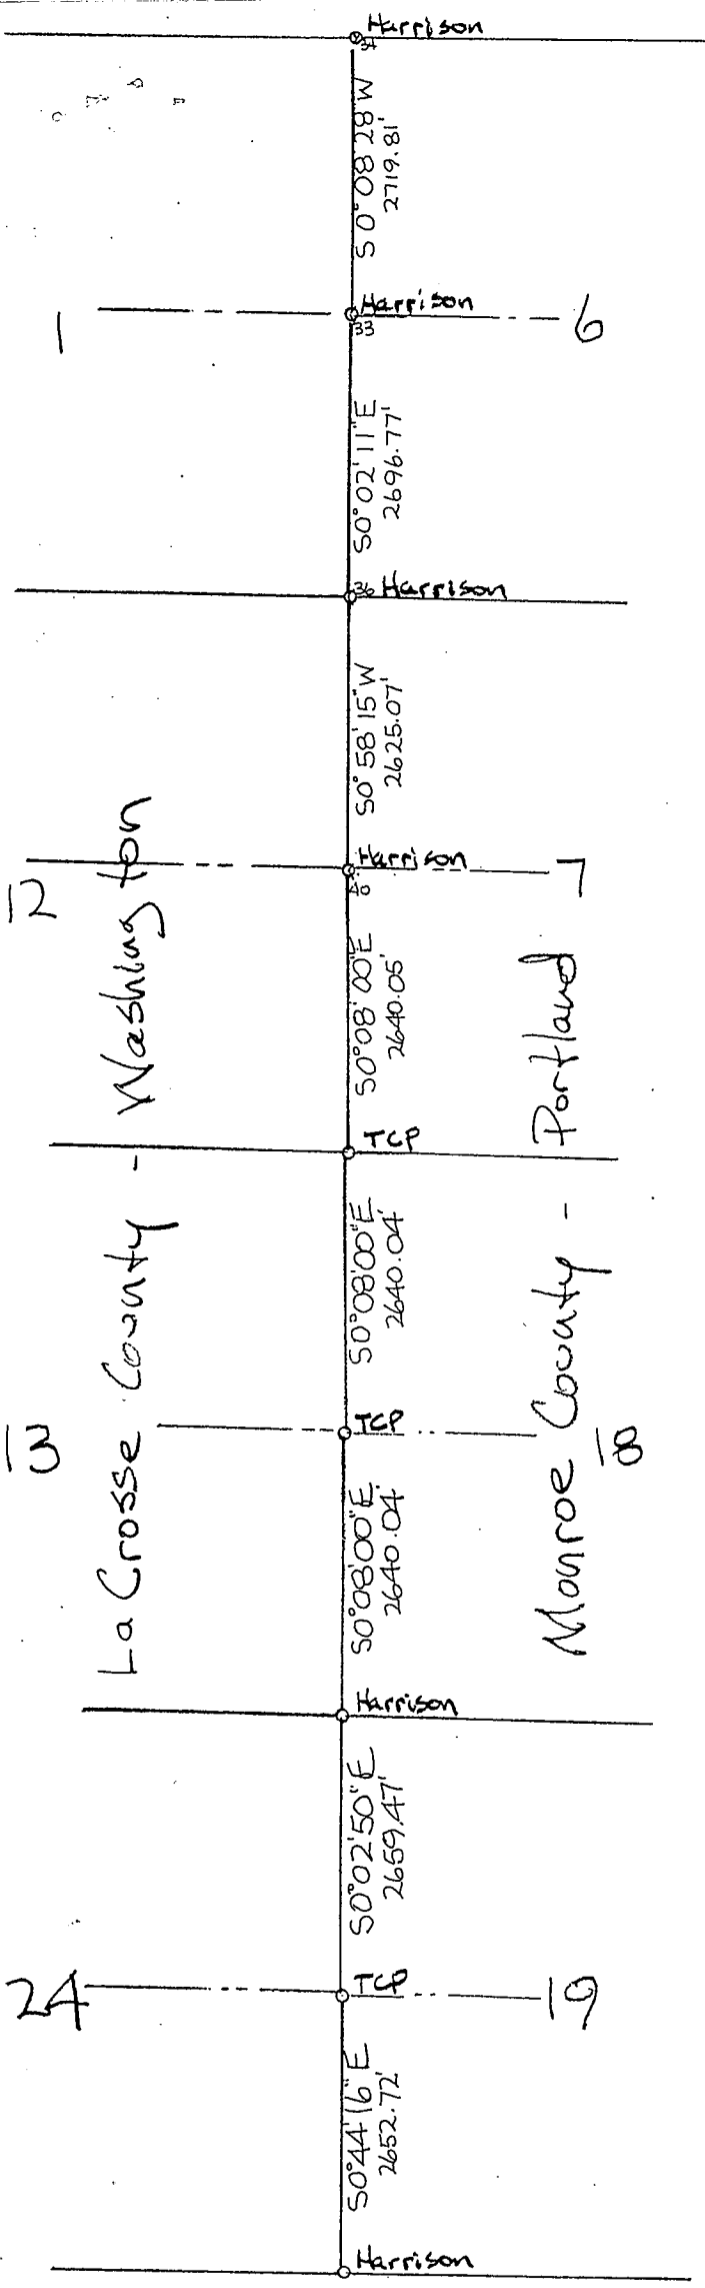 Harrison
34
S 0° 08' 28" W
2719.81'
1
Harrison
33
6
S0° 02' 11" E
2696.77'
36 Harrison
S0° 58' 15" W
2625.07'
12
Harrison
40
7
S0° 08' 00" E
2640.05'
TCP
La Crosse County - Washington
Monroe County - Portland
S0°08'00"E
2640.04'
13
TCP
18
S0°08'00"E
2640.04'
Harrison
S0°02'50"E
2659.47'
24
TCP
19
S0°44'16"E
2652.72'
Harrison